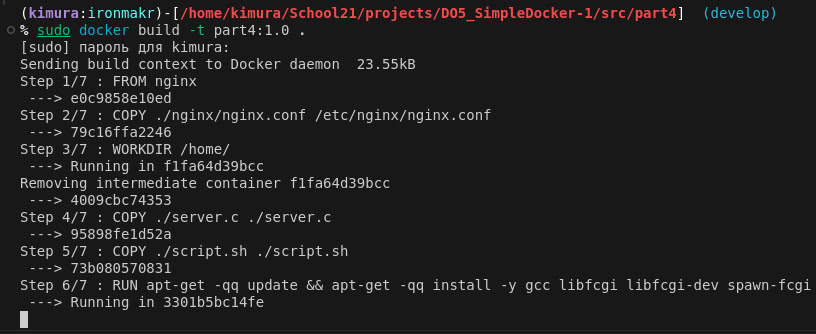 (kimura:ironmakr)-[/home/kimura/School21/projects/DO5_SimpleDocker-1/src/part4] (develop)
% sudo docker build -t part4:1.0 .
[sudo] пароль для kimura:
Sending build context to Docker daemon  23.55kB
Step 1/7 : FROM nginx
 ---> e0c9858e10ed
Step 2/7 : COPY ./nginx/nginx.conf /etc/nginx/nginx.conf
 ---> 79c16ffa2246
Step 3/7 : WORKDIR /home/
 ---> Running in f1fa64d39bcc
Removing intermediate container f1fa64d39bcc
 ---> 4009cbc74353
Step 4/7 : COPY ./server.c ./server.c
 ---> 95898fe1d52a
Step 5/7 : COPY ./script.sh ./script.sh
 ---> 73b080570831
Step 6/7 : RUN apt-get -qq update && apt-get -qq install -y gcc libfcgi libfcgi-dev spawn-fcgi
 ---> Running in 3301b5bc14fe